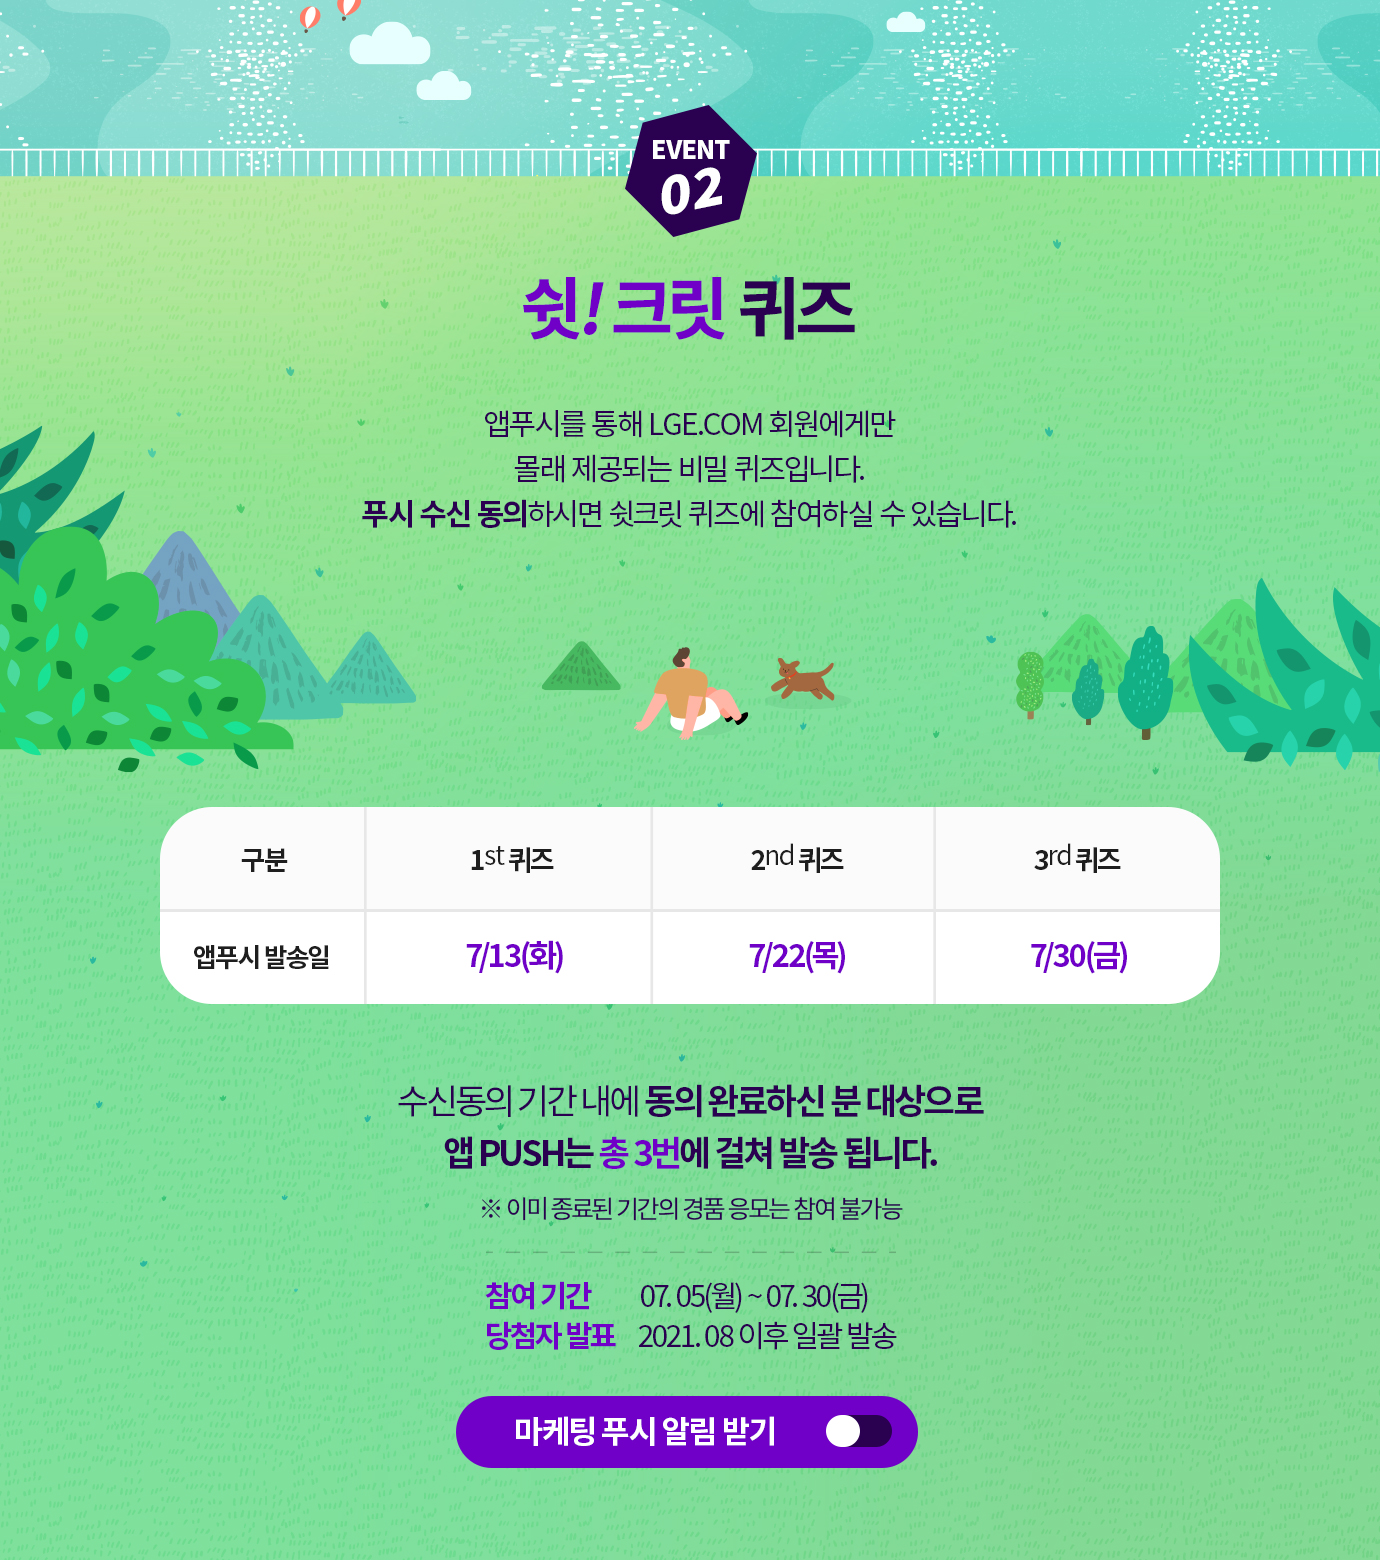 EVENT
02
쉿! 크릿 퀴즈
앱푸시를 통해 LGE.COM 회원에게만
몰래 제공되는 비밀 퀴즈입니다.
푸시 수신 동의하시면 쉿크릿 퀴즈에 참여하실 수 있습니다.
구분 1st 퀴즈 2nd 퀴즈 3rd 퀴즈
앱푸시 발송일 7/13(화) 7/22(목) 7/30(금)
수신동의 기간 내에 동의 완료하신 분 대상으로
앱 PUSH는 총 3번에 걸쳐 발송 됩니다.
※ 이미 종료된 기간의 경품 응모는 참여 불가능
참여 기간 07. 05(월) ~ 07. 30(금)
당첨자 발표 2021. 08 이후 일괄 발송
마케팅 푸시 알림 받기